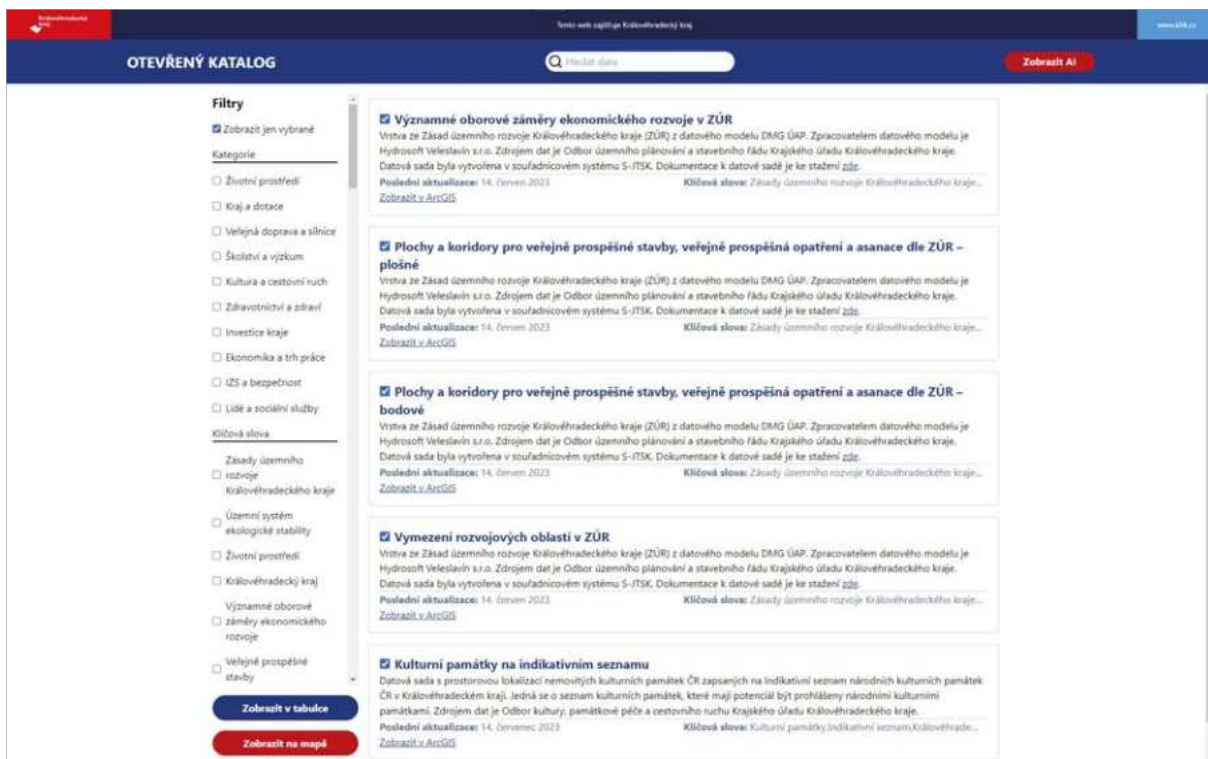 Královéhradecký
kraj
Tento web zajišťuje Královéhradecký kraj
www.khk.cz
OTEVŘENÝ KATALOG
Hledat data
Zobrazit AI
Filtry
Zobrazit jen vybrané
Kategorie
Životní prostředí
Kraj a dotace
Veřejná doprava a silnice
Školství a výzkum
Kultura a cestovní ruch
Zdravotnictví a zdraví
Investice kraje
Ekonomika a trh práce
IZS a bezpečnost
Lidé a sociální služby
Klíčová slova
Zásady územního
rozvoje
Královéhradeckého kraje
Územní systém
ekologické stability
Životní prostředí
Královéhradecký kraj
Významné oborové
záměry ekonomického
rozvoje
Veřejně prospěšné
stavby
Zobrazit v tabulce
Zobrazit na mapě
Významné oborové záměry ekonomického rozvoje v ZÚR
Vrstva ze Zásad územního rozvoje Královéhradeckého kraje (ZÚR) z datového modelu DMG ÚAP. Zpracovatelem datového modelu je
Hydrosoft Veleslavín s.r.o. Zdrojem dat je Odbor územního plánování a stavebního řádu Krajského úřadu Královéhradeckého kraje.
Datová sada byla vytvořena v souřadnicovém systému S-JTSK. Dokumentace k datové sadě je ke stažení zde.
Poslední aktualizace: 14. červen 2023 Klíčová slova: Zásady územního rozvoje Královéhradeckého kraje...
Zobrazit v ArcGIS
Plochy a koridory pro veřejně prospěšné stavby, veřejně prospěšná opatření a asanace dle ZÚR –
plošné
Vrstva ze Zásad územního rozvoje Královéhradeckého kraje (ZÚR) z datového modelu DMG ÚAP. Zpracovatelem datového modelu je
Hydrosoft Veleslavín s.r.o. Zdrojem dat je Odbor územního plánování a stavebního řádu Krajského úřadu Královéhradeckého kraje.
Datová sada byla vytvořena v souřadnicovém systému S-JTSK. Dokumentace k datové sadě je ke stažení zde.
Poslední aktualizace: 14. červen 2023 Klíčová slova: Zásady územního rozvoje Královéhradeckého kraje...
Zobrazit v ArcGIS
Plochy a koridory pro veřejně prospěšné stavby, veřejně prospěšná opatření a asanace dle ZÚR –
bodové
Vrstva ze Zásad územního rozvoje Královéhradeckého kraje (ZÚR) z datového modelu DMG ÚAP. Zpracovatelem datového modelu je
Hydrosoft Veleslavín s.r.o. Zdrojem dat je Odbor územního plánování a stavebního řádu Krajského úřadu Královéhradeckého kraje.
Datová sada byla vytvořena v souřadnicovém systému S-JTSK. Dokumentace k datové sadě je ke stažení zde.
Poslední aktualizace: 14. červen 2023 Klíčová slova: Zásady územního rozvoje Královéhradeckého kraje...
Zobrazit v ArcGIS
Vymezení rozvojových oblastí v ZÚR
Vrstva ze Zásad územního rozvoje Královéhradeckého kraje (ZÚR) z datového modelu DMG ÚAP. Zpracovatelem datového modelu je
Hydrosoft Veleslavín s.r.o. Zdrojem dat je Odbor územního plánování a stavebního řádu Krajského úřadu Královéhradeckého kraje.
Datová sada byla vytvořena v souřadnicovém systému S-JTSK. Dokumentace k datové sadě je ke stažení zde.
Poslední aktualizace: 14. červen 2023 Klíčová slova: Zásady územního rozvoje Královéhradeckého kraje...
Zobrazit v ArcGIS
Kulturní památky na indikativním seznamu
Datová sada s prostorovou lokalizací nemovitých kulturních památek ČR zapsaných na indikativní seznam národních kulturních památek
ČR v Královéhradeckém kraji. Jedná se o seznam kulturních památek, které mají potenciál být prohlášeny národními kulturními
památkami. Zdrojem dat je Odbor kultury, památkové péče a cestovního ruchu Krajského úřadu Královéhradeckého kraje.
Poslední aktualizace: 14. červenec 2023 Klíčová slova: Kulturní památky,Indikativní seznam,Královéhrade...
Zobrazit v ArcGIS